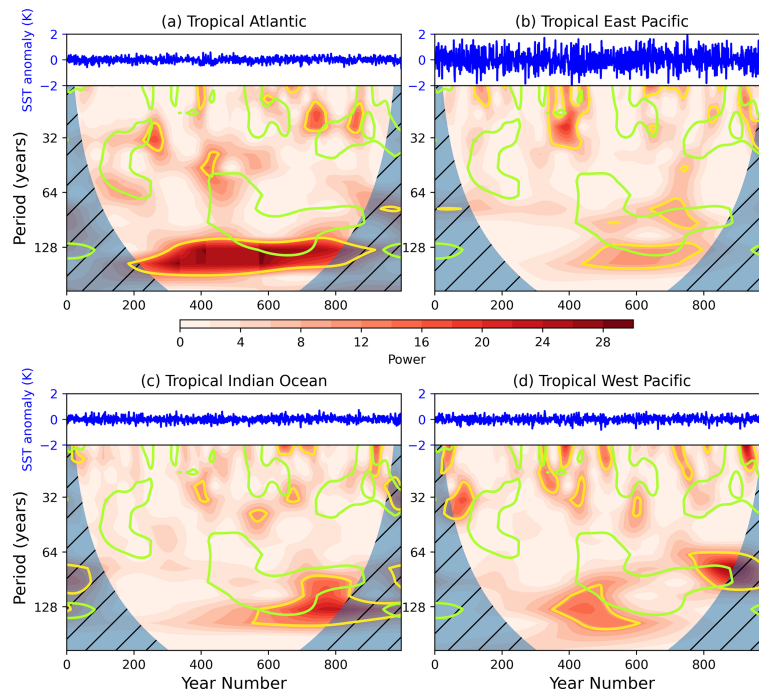 (a) Tropical Atlantic
(b) Tropical East Pacific
SST anomaly (K)
2
0
−2
2
0
−2
Period (years)
32
64
128
32
64
128
0 200 400 600 800
0 200 400 600 800
0 4 8 12 16 20 24 28
Power
(c) Tropical Indian Ocean
(d) Tropical West Pacific
SST anomaly (K)
2
0
−2
2
0
−2
Period (years)
32
64
128
32
64
128
0 200 400 600 800
0 200 400 600 800
Year Number
Year Number